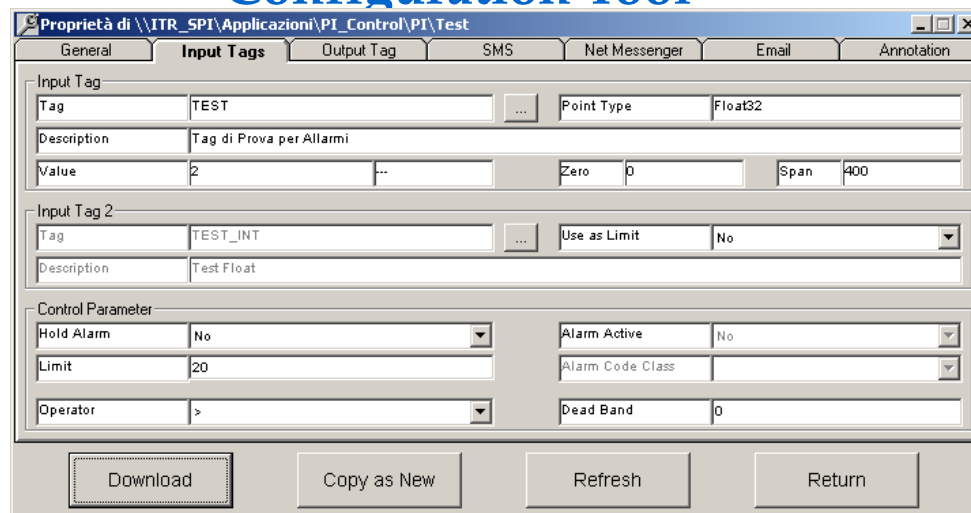 Configuration Tool
Proprietà di \\ITR_SPI\Applicazioni\PI_Control\PI\Test
General Input Tags Output Tag SMS Net Messenger Email Annotation
Input Tag
Tag TEST ... Point Type Float32
Description Tag di Prova per Allarmi
Value 2 --- Zero 0 Span 400
Input Tag 2
Tag TEST_INT ... Use as Limit No
Description Test Float
Control Parameter
Hold Alarm No Alarm Active No
Limit 20 Alarm Code Class
Operator > Dead Band 0
Download Copy as New Refresh Return